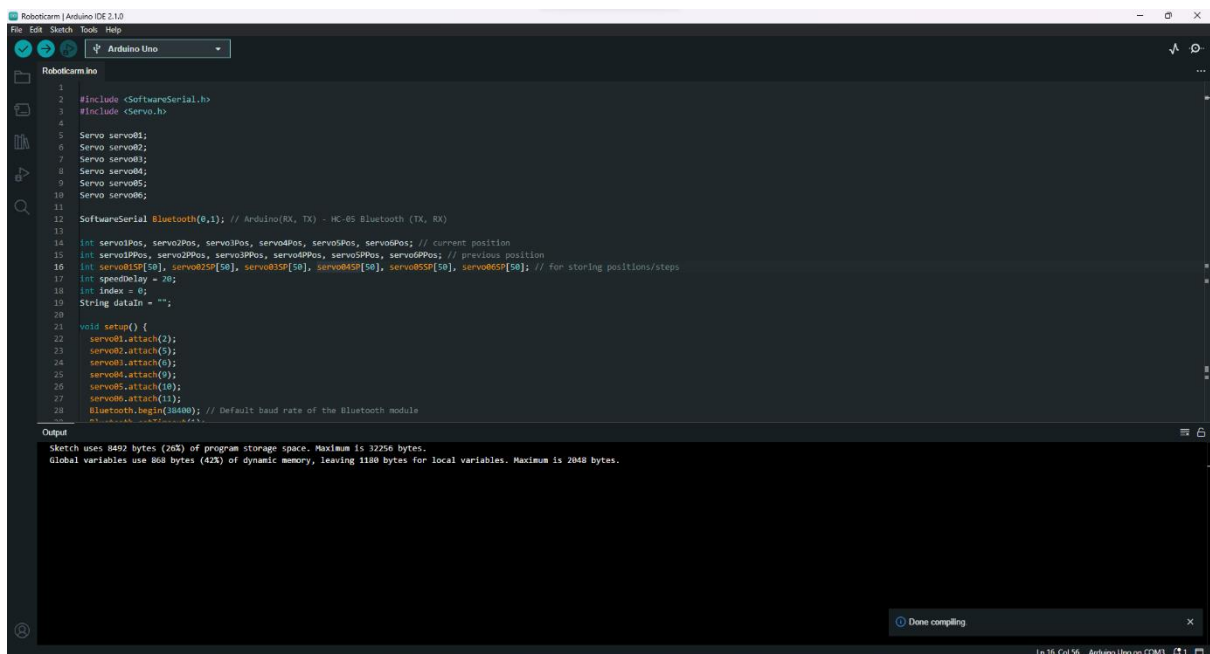 Roboticarm | Arduino IDE 2.1.0
File Edit Sketch Tools Help
Arduino Uno
Roboticarm.ino
1
2 #include <SoftwareSerial.h>
3 #include <Servo.h>
4
5 Servo servo01;
6 Servo servo02;
7 Servo servo03;
8 Servo servo04;
9 Servo servo05;
10 Servo servo06;
11
12 SoftwareSerial Bluetooth(0,1); // Arduino(RX, TX) - HC-05 Bluetooth (TX, RX)
13
14 int servo1Pos, servo2Pos, servo3Pos, servo4Pos, servo5Pos, servo6Pos; // current position
15 int servo1PPos, servo2PPos, servo3PPos, servo4PPos, servo5PPos, servo6PPos; // previous position
16 int servo01SP[50], servo02SP[50], servo03SP[50], servo04SP[50], servo05SP[50], servo06SP[50]; // for storing positions/steps
17 int speedDelay = 20;
18 int index = 0;
19 String dataIn = "";
20
21 void setup() {
22 servo01.attach(2);
23 servo02.attach(5);
24 servo03.attach(6);
25 servo04.attach(9);
26 servo05.attach(10);
27 servo06.attach(11);
28 Bluetooth.begin(38400); // Default baud rate of the Bluetooth module
Output
Sketch uses 8492 bytes (26%) of program storage space. Maximum is 32256 bytes.
Global variables use 868 bytes (42%) of dynamic memory, leaving 1180 bytes for local variables. Maximum is 2048 bytes.
Done compiling.
Ln 16, Col 56 Arduino Uno on COM3 1